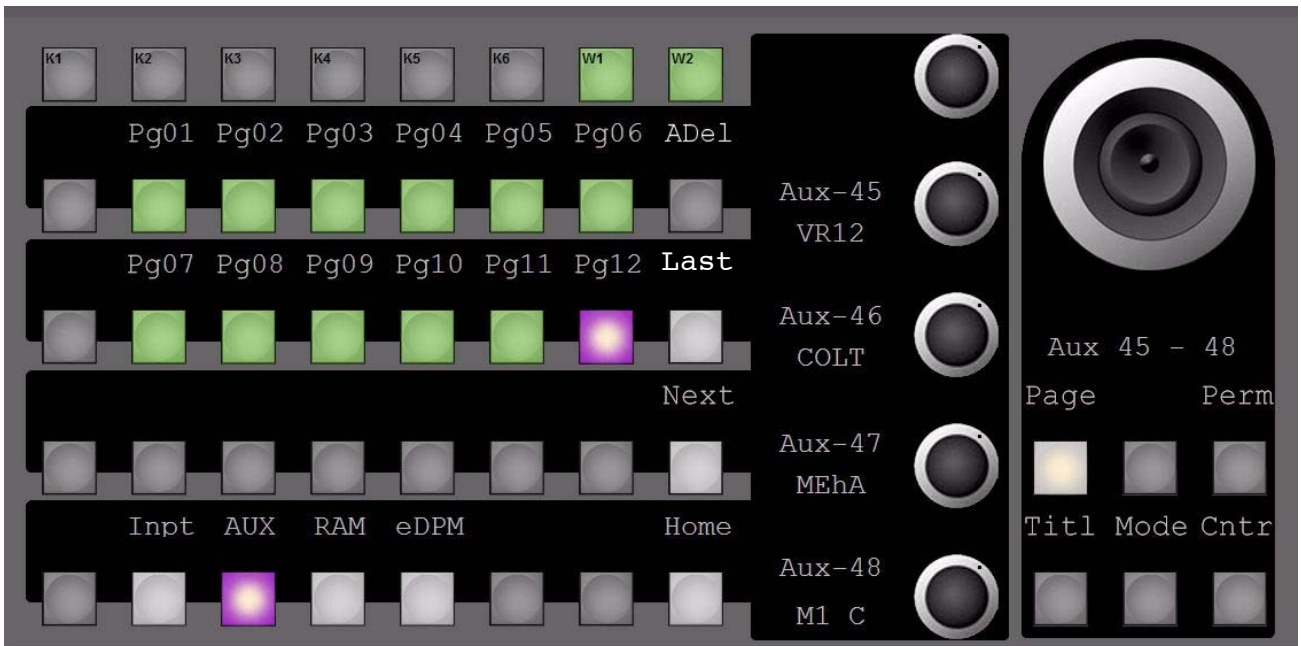 K1 K2 K3 K4 K5 K6 W1 W2
Pg01 Pg02 Pg03 Pg04 Pg05 Pg06 ADel
Pg07 Pg08 Pg09 Pg10 Pg11 Pg12 Last
Next
Inpt AUX RAM eDPM Home
Aux-45
VR12
Aux-46
COLT
Aux-47
MEhA
Aux-48
M1 C
Aux 45 - 48
Page Perm
Titl Mode Cntr